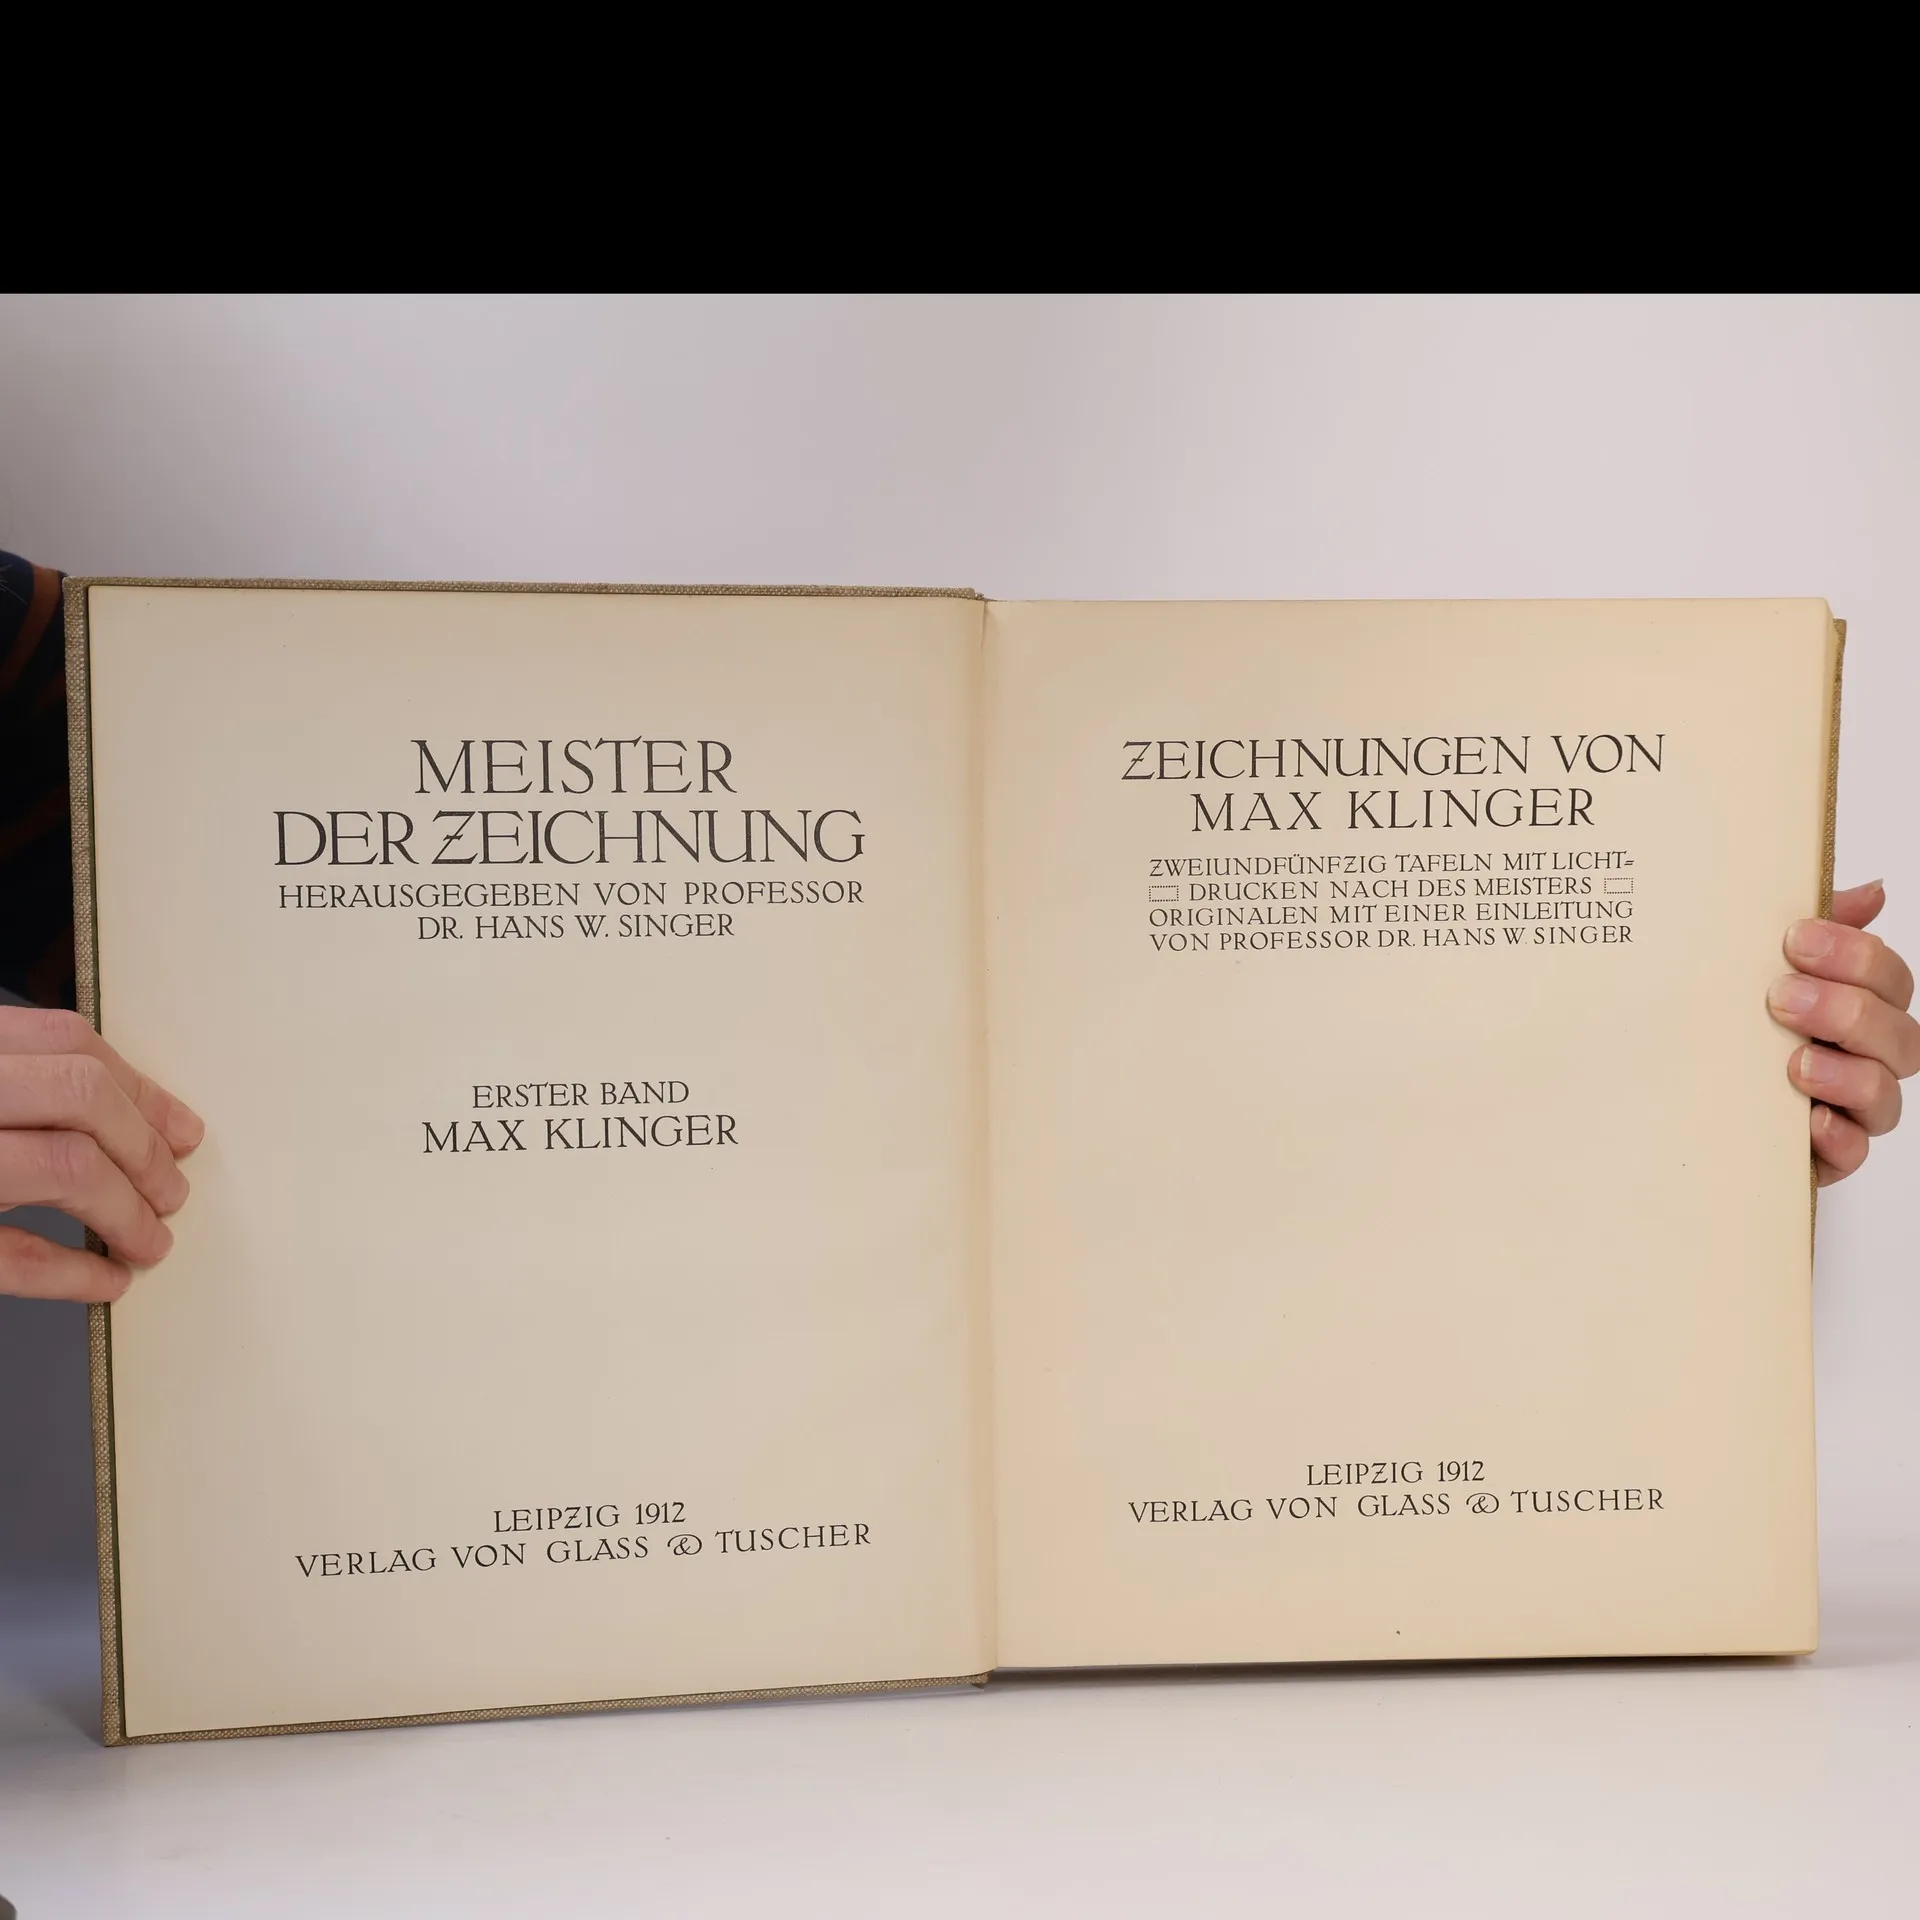 MEISTER
DER ZEICHNUNG
HERAUSGEGEBEN VON PROFESSOR
DR. HANS W. SINGER
ERSTER BAND
MAX KLINGER
LEIPZIG 1912
VERLAG VON GLASS & TUSCHER
ZEICHNUNGEN VON
MAX KLINGER
ZWEIUNDFÜNFZIG TAFELN MIT LICHT=
DRUCKEN NACH DES MEISTERS
ORIGINALEN MIT EINER EINLEITUNG
VON PROFESSOR DR. HANS W. SINGER
LEIPZIG 1912
VERLAG VON GLASS & TUSCHER